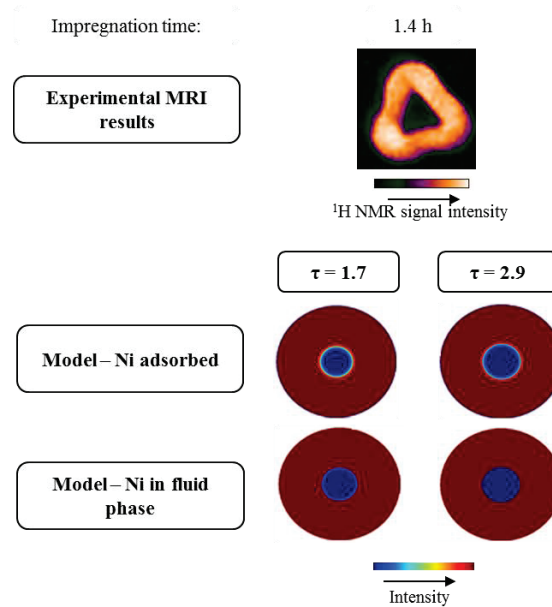 Impregnation time:
1.4 h
Experimental MRI
results
¹H NMR signal intensity
τ = 1.7
τ = 2.9
Model – Ni adsorbed
Model – Ni in fluid
phase
Intensity